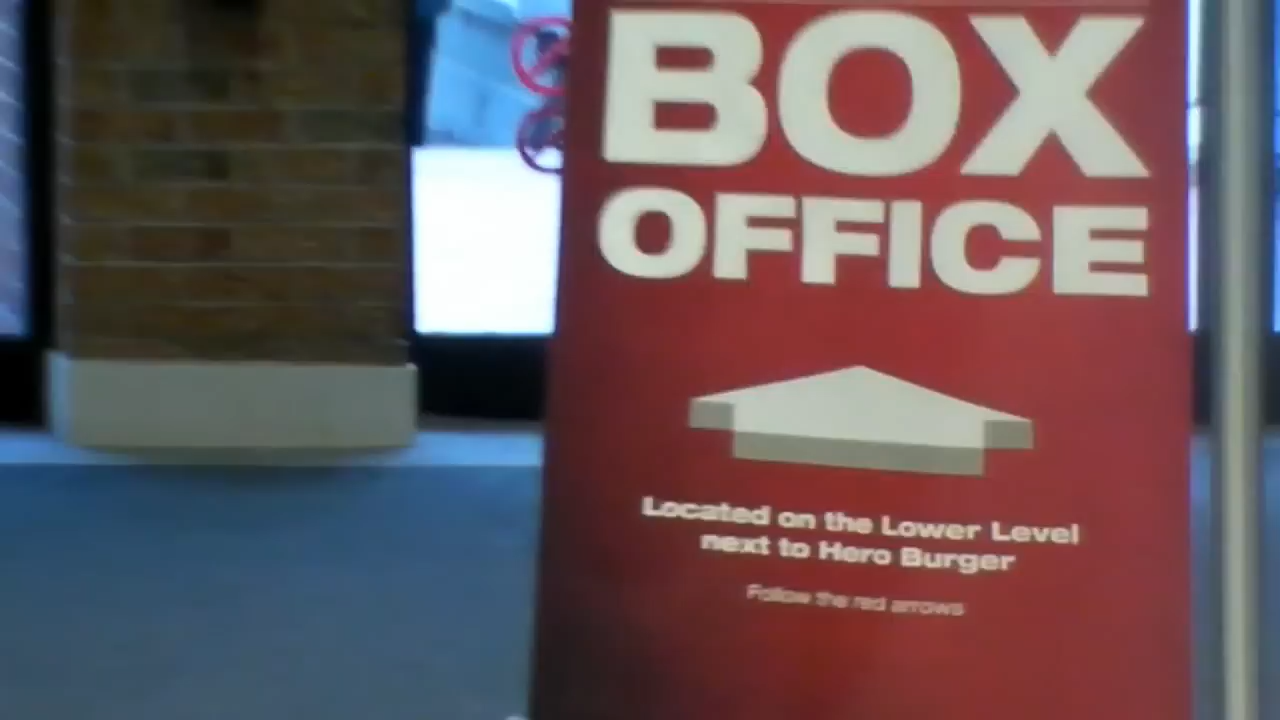 BOX
OFFICE
Located on the Lower Level
next to Hero Burger
Follow the red arrows